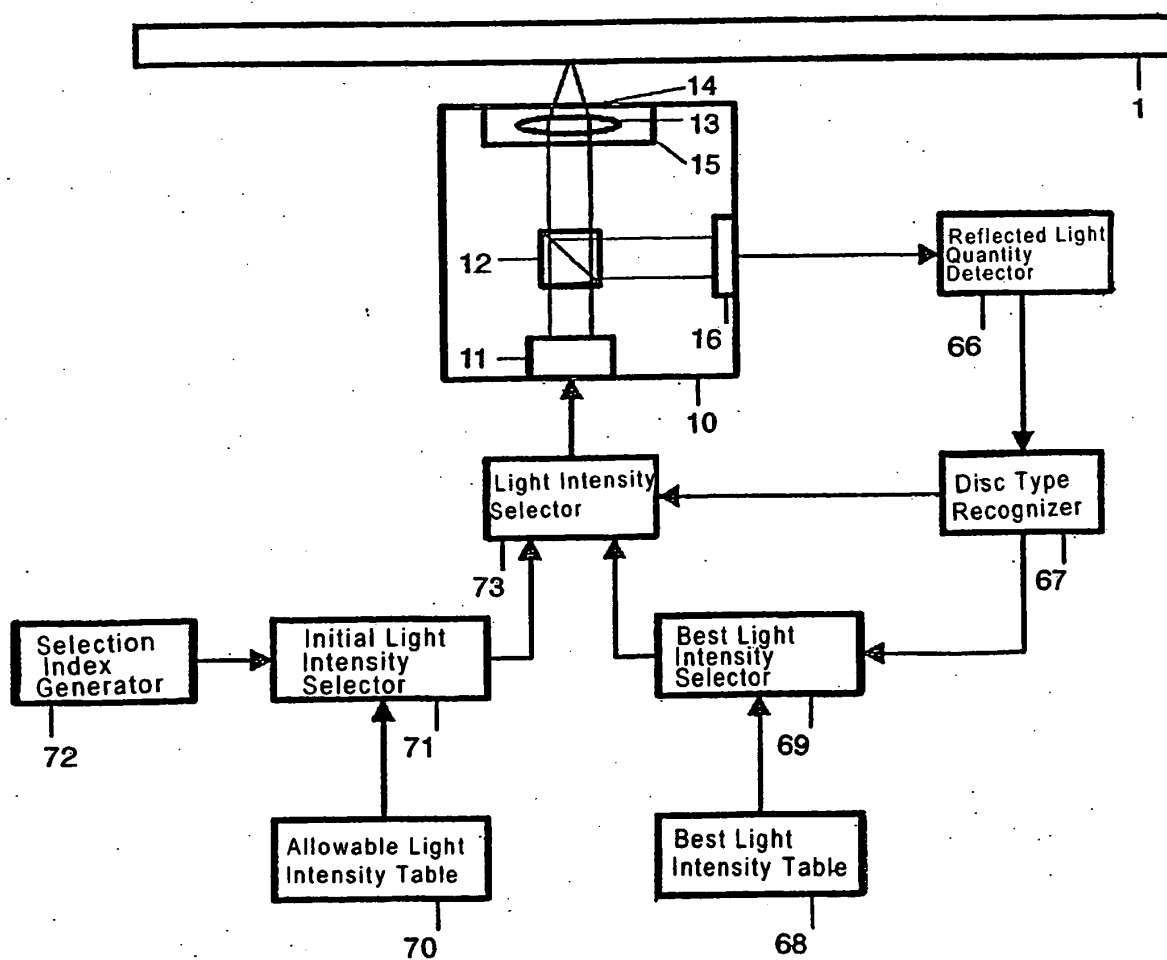 1
14
13
15
12
16
11
10
Reflected Light
Quantity
Detector
66
Light Intensity
Selector
73
Disc Type
Recognizer
67
Selection
Index
Generator
72
Initial Light
Intensity
Selector
71
Best Light
Intensity
Selector
69
Allowable Light
Intensity Table
70
Best Light
Intensity Table
68